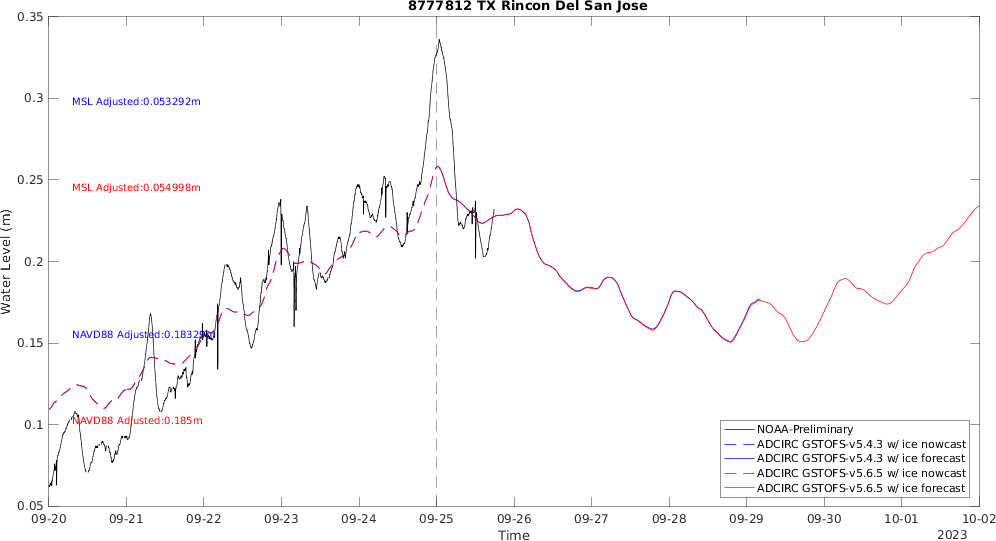 8777812 TX Rincon Del San Jose
0.35
0.3
0.25
0.2
0.15
0.1
0.05
Water Level (m)
MSL Adjusted:0.053292m
MSL Adjusted:0.054998m
NAVD88 Adjusted:0.18329m
NAVD88 Adjusted:0.185m
NOAA-Preliminary
ADCIRC GSTOFS-v5.4.3 w/ ice nowcast
ADCIRC GSTOFS-v5.4.3 w/ ice forecast
ADCIRC GSTOFS-v5.6.5 w/ ice nowcast
ADCIRC GSTOFS-v5.6.5 w/ ice forecast
09-20 09-21 09-22 09-23 09-24 09-25 09-26 09-27 09-28 09-29 09-30 10-01 10-02
Time
2023